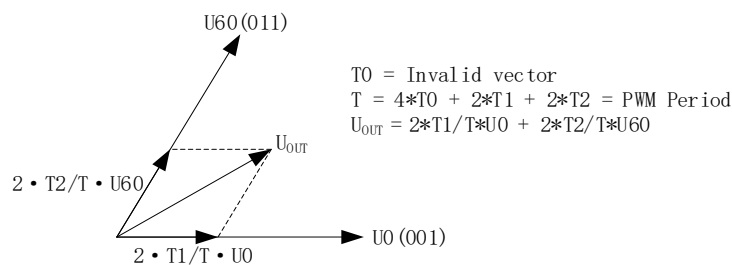 U60(011)
T0 = Invalid vector
T = 4*T0 + 2*T1 + 2*T2 = PWM Period
UOUT = 2*T1/T*U0 + 2*T2/T*U60
UOUT
2・T2/T・U60
U0(001)
2・T1/T・U0